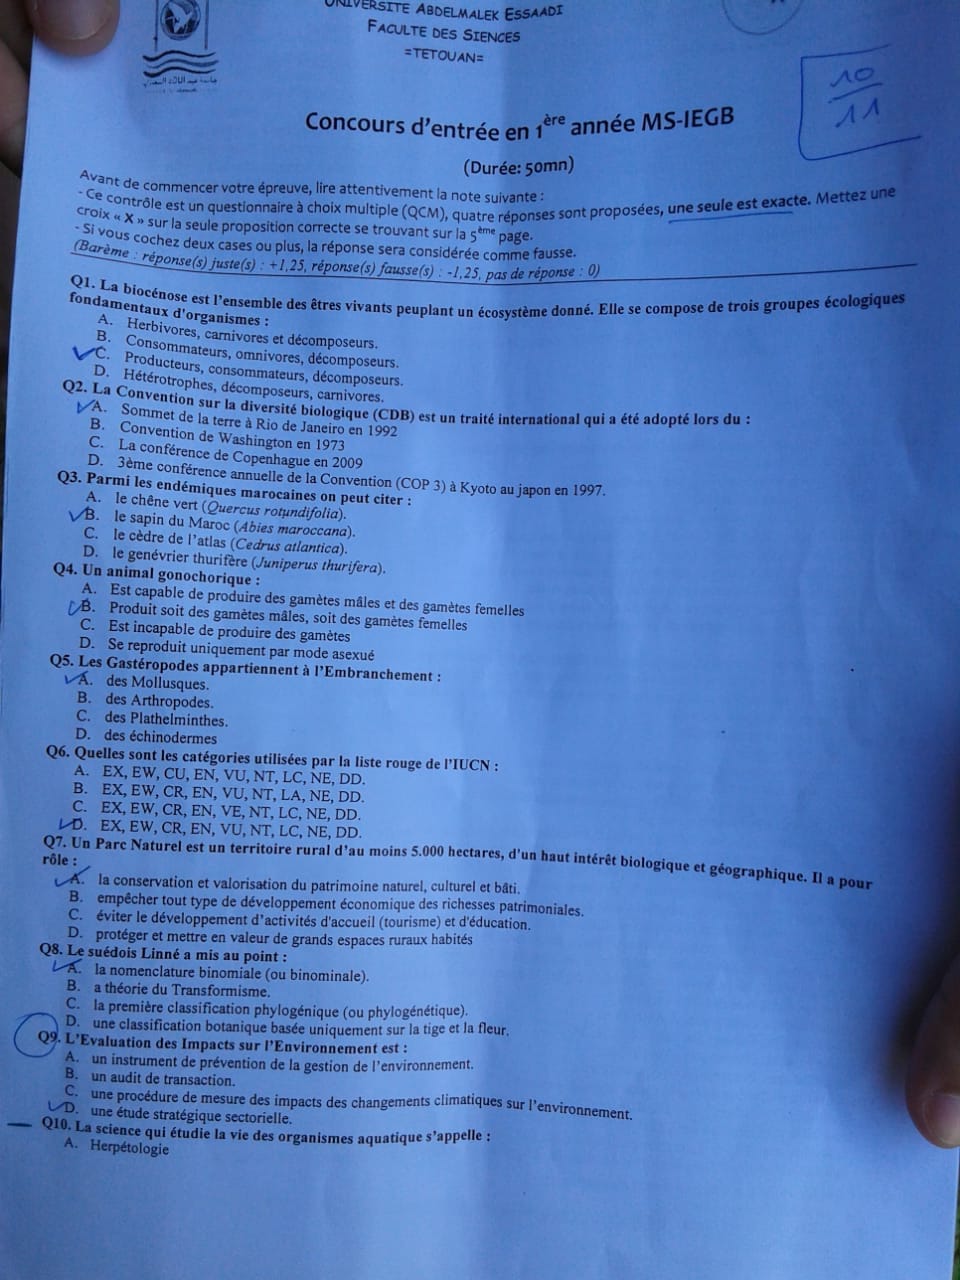 UNIVERSITE ABDELMALEK ESSAADI
FACULTE DES SIENCES
=TETOUAN=
10
11
Concours d'entrée en 1ère année MS-IEGB
(Durée: 50mn)
Avant de commencer votre épreuve, lire attentivement la note suivante :
- Ce contrôle est un questionnaire à choix multiple (QCM), quatre réponses sont proposées, une seule est exacte. Mettez une
croix « X » sur la seule proposition correcte se trouvant sur la 5ème page.
- Si vous cochez deux cases ou plus, la réponse sera considérée comme fausse.
(Barème : réponse(s) juste(s) : +1,25, réponse(s) fausse(s) : -1,25, pas de réponse : 0)
Q1. La biocénose est l'ensemble des êtres vivants peuplant un écosystème donné. Elle se compose de trois groupes écologiques
fondamentaux d'organismes :
A. Herbivores, carnivores et décomposeurs.
B. Consommateurs, omnivores, décomposeurs.
C. Producteurs, consommateurs, décomposeurs.
D. Hétérotrophes, décomposeurs, carnivores.
Q2. La Convention sur la diversité biologique (CDB) est un traité international qui a été adopté lors du :
A. Sommet de la terre à Rio de Janeiro en 1992
B. Convention de Washington en 1973
C. La conférence de Copenhague en 2009
D. 3ème conférence annuelle de la Convention (COP 3) à Kyoto au japon en 1997.
Q3. Parmi les endémiques marocaines on peut citer :
A. le chêne vert (Quercus rotundifolia).
B. le sapin du Maroc (Abies maroccana).
C. le cèdre de l'atlas (Cedrus atlantica).
D. le genévrier thurifère (Juniperus thurifera).
Q4. Un animal gonochorique :
A. Est capable de produire des gamètes mâles et des gamètes femelles
B. Produit soit des gamètes mâles, soit des gamètes femelles
C. Est incapable de produire des gamètes
D. Se reproduit uniquement par mode asexué
Q5. Les Gastéropodes appartiennent à l'Embranchement :
A. des Mollusques.
B. des Arthropodes.
C. des Plathelminthes.
D. des échinodermes
Q6. Quelles sont les catégories utilisées par la liste rouge de l'IUCN :
A. EX, EW, CU, EN, VU, NT, LC, NE, DD.
B. EX, EW, CR, EN, VU, NT, LA, NE, DD.
C. EX, EW, CR, EN, VE, NT, LC, NE, DD.
D. EX, EW, CR, EN, VU, NT, LC, NE, DD.
Q7. Un Parc Naturel est un territoire rural d'au moins 5.000 hectares, d'un haut intérêt biologique et géographique. Il a pour
rôle :
A. la conservation et valorisation du patrimoine naturel, culturel et bâti.
B. empêcher tout type de développement économique des richesses patrimoniales.
C. éviter le développement d'activités d'accueil (tourisme) et d'éducation.
D. protéger et mettre en valeur de grands espaces ruraux habités
Q8. Le suédois Linné a mis au point :
A. la nomenclature binomiale (ou binominale).
B. a théorie du Transformisme.
C. la première classification phylogénique (ou phylogénétique).
D. une classification botanique basée uniquement sur la tige et la fleur.
Q9. L'Evaluation des Impacts sur l'Environnement est :
A. un instrument de prévention de la gestion de l'environnement.
B. un audit de transaction.
C. une procédure de mesure des impacts des changements climatiques sur l'environnement.
D. une étude stratégique sectorielle.
Q10. La science qui étudie la vie des organismes aquatique s'appelle :
A. Herpétologie